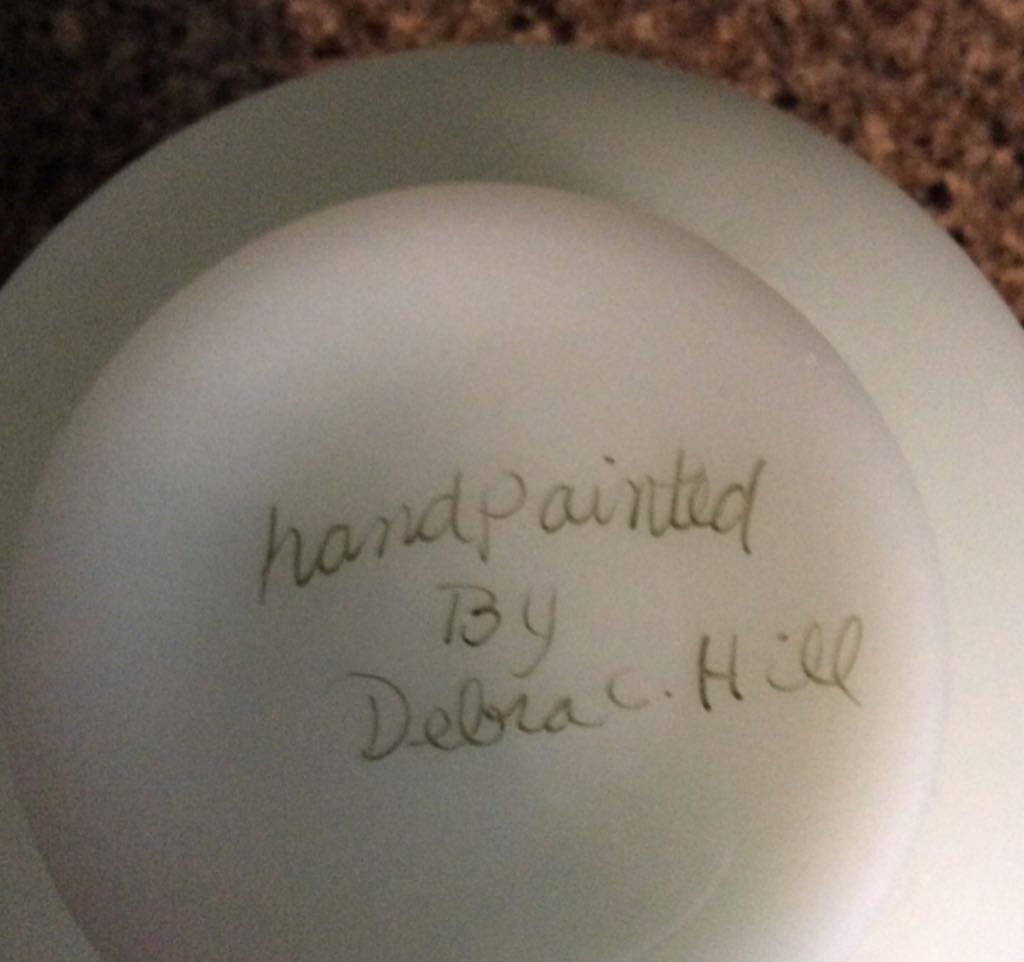 handpainted
By
Debra C. Hill